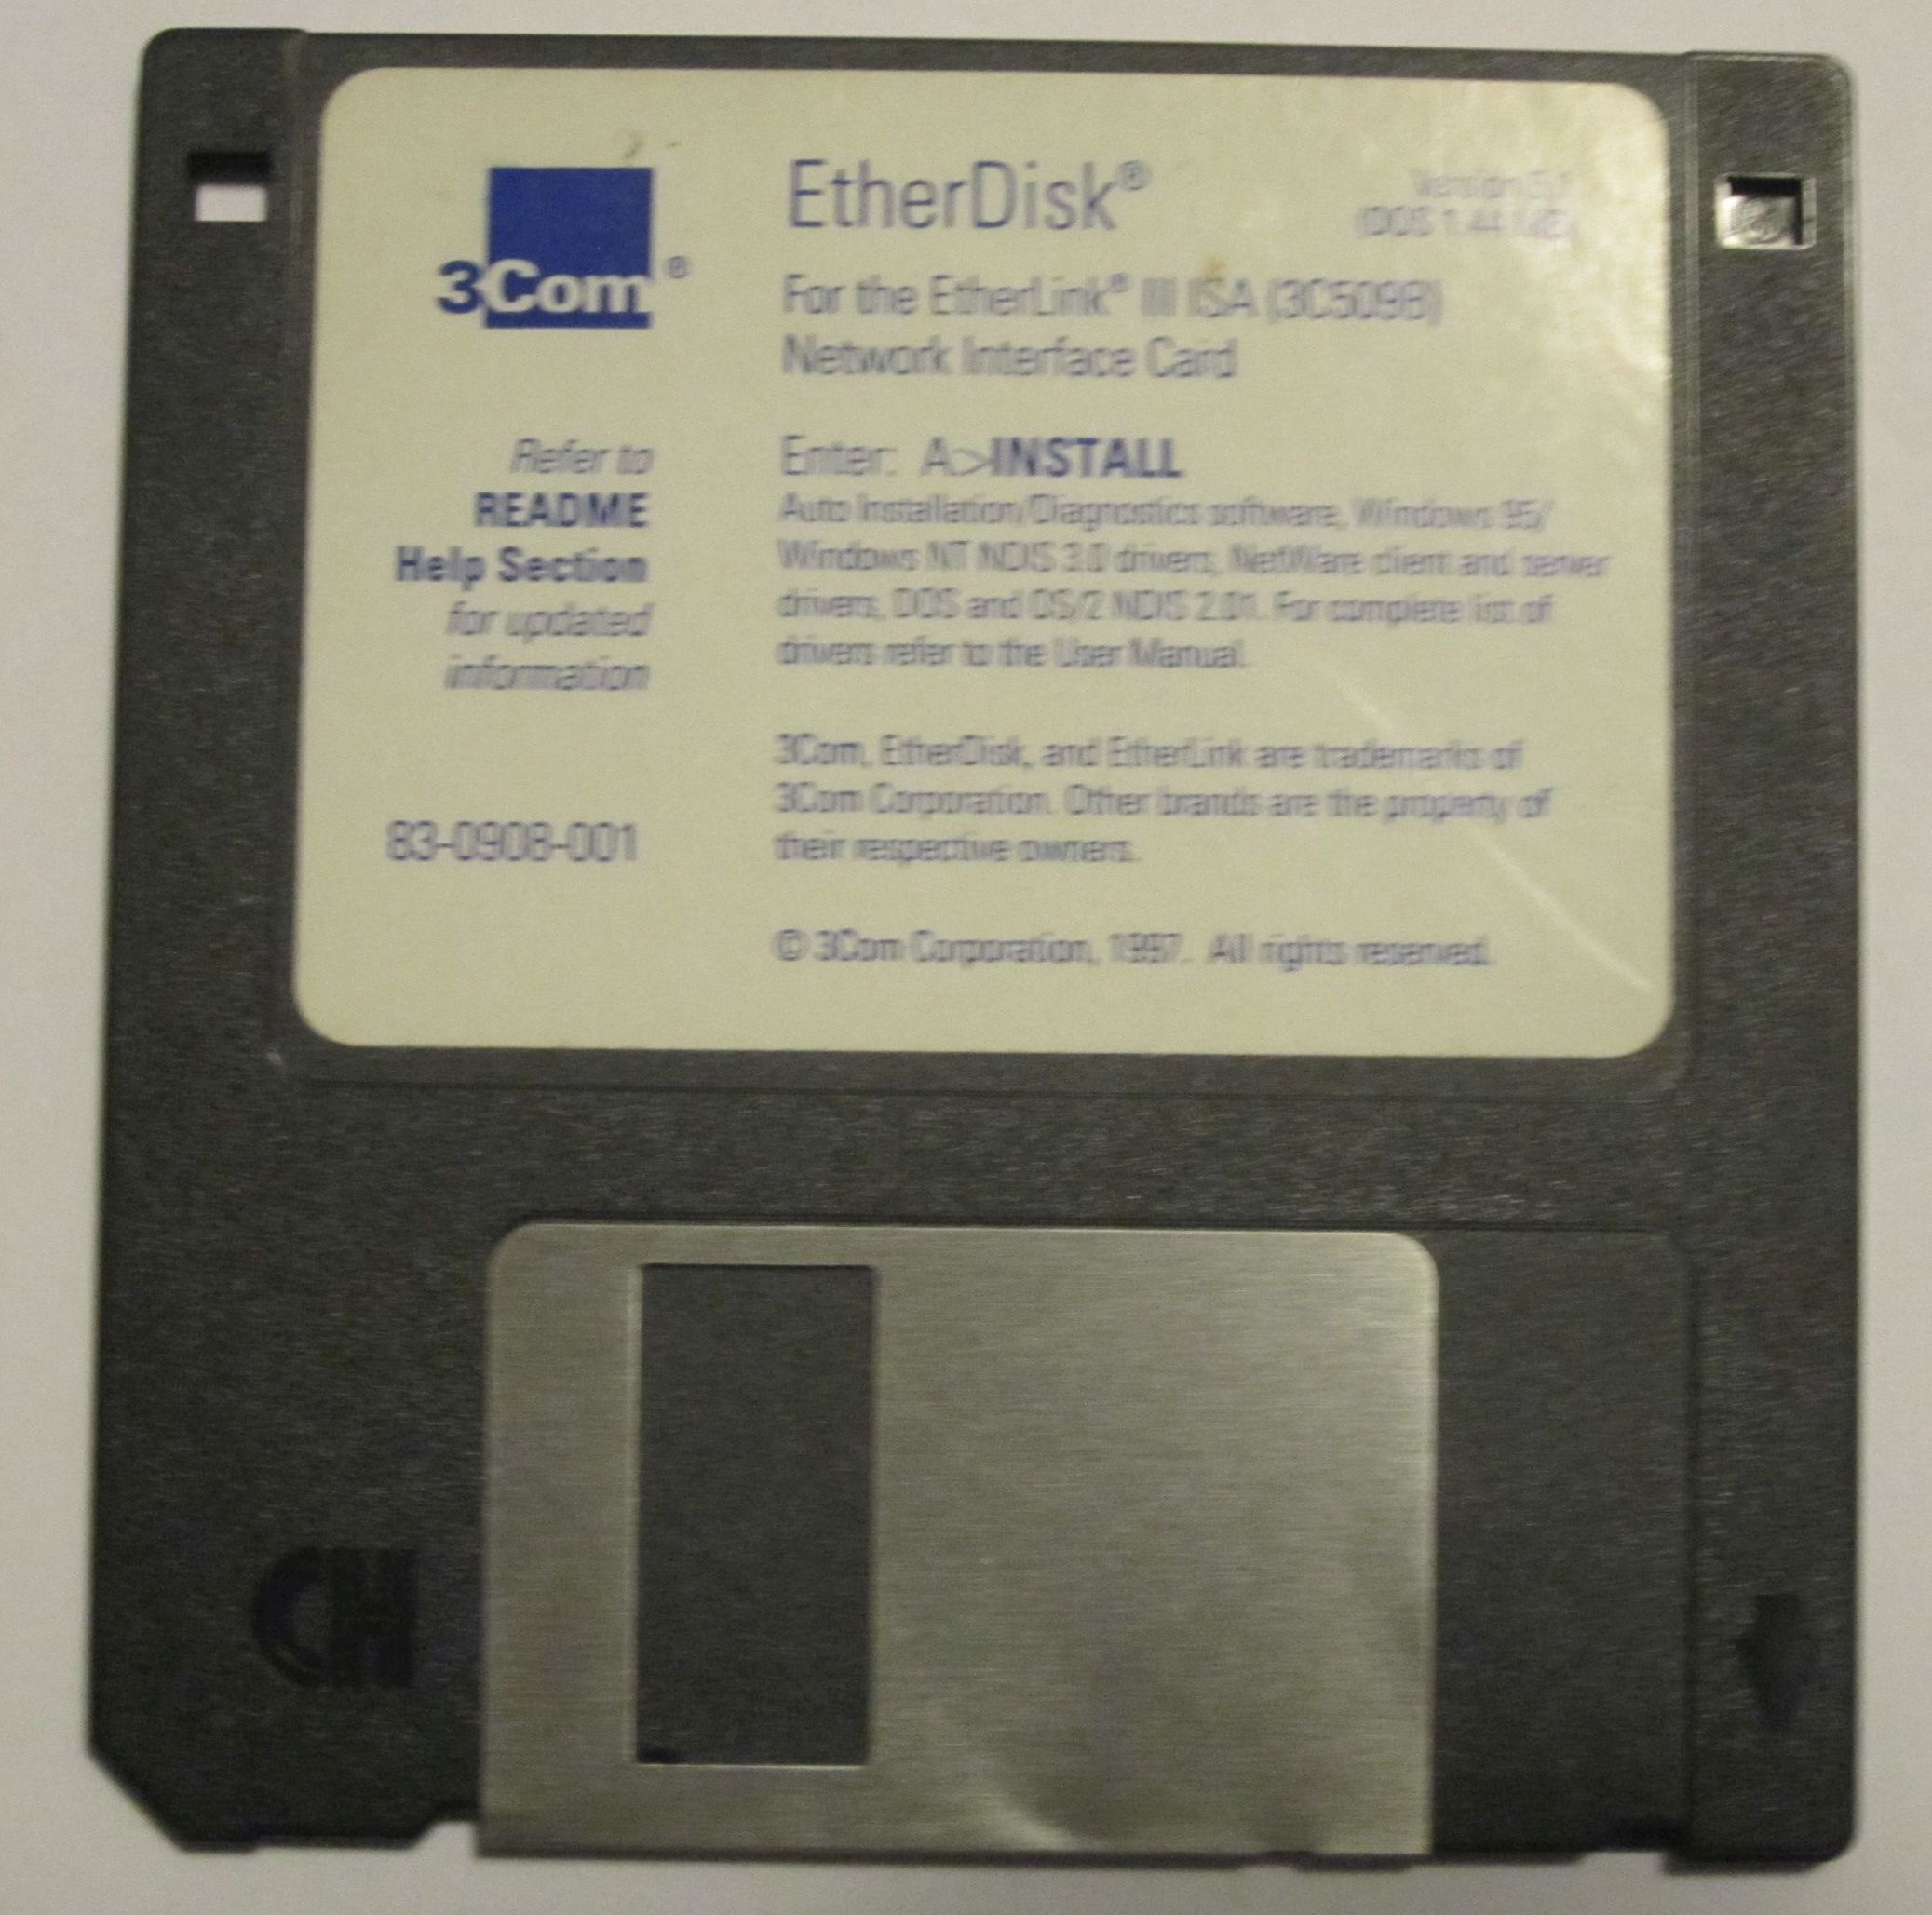 3Com®
EtherDisk®
Version 5.1
(DOS 1.44 MB)
For the EtherLink® III ISA (3C509B)
Network Interface Card
Refer to
README
Help Section
for updated
information
83-0908-001
Enter: A>INSTALL
Auto Installation/Diagnostics software, Windows 95/
Windows NT NDIS 3.0 drivers, NetWare client and server
drivers, DOS and OS/2 NDIS 2.01. For complete list of
drivers refer to the User Manual.
3Com, EtherDisk, and EtherLink are trademarks of
3Com Corporation. Other brands are the property of
their respective owners.
© 3Com Corporation, 1997. All rights reserved.
HD